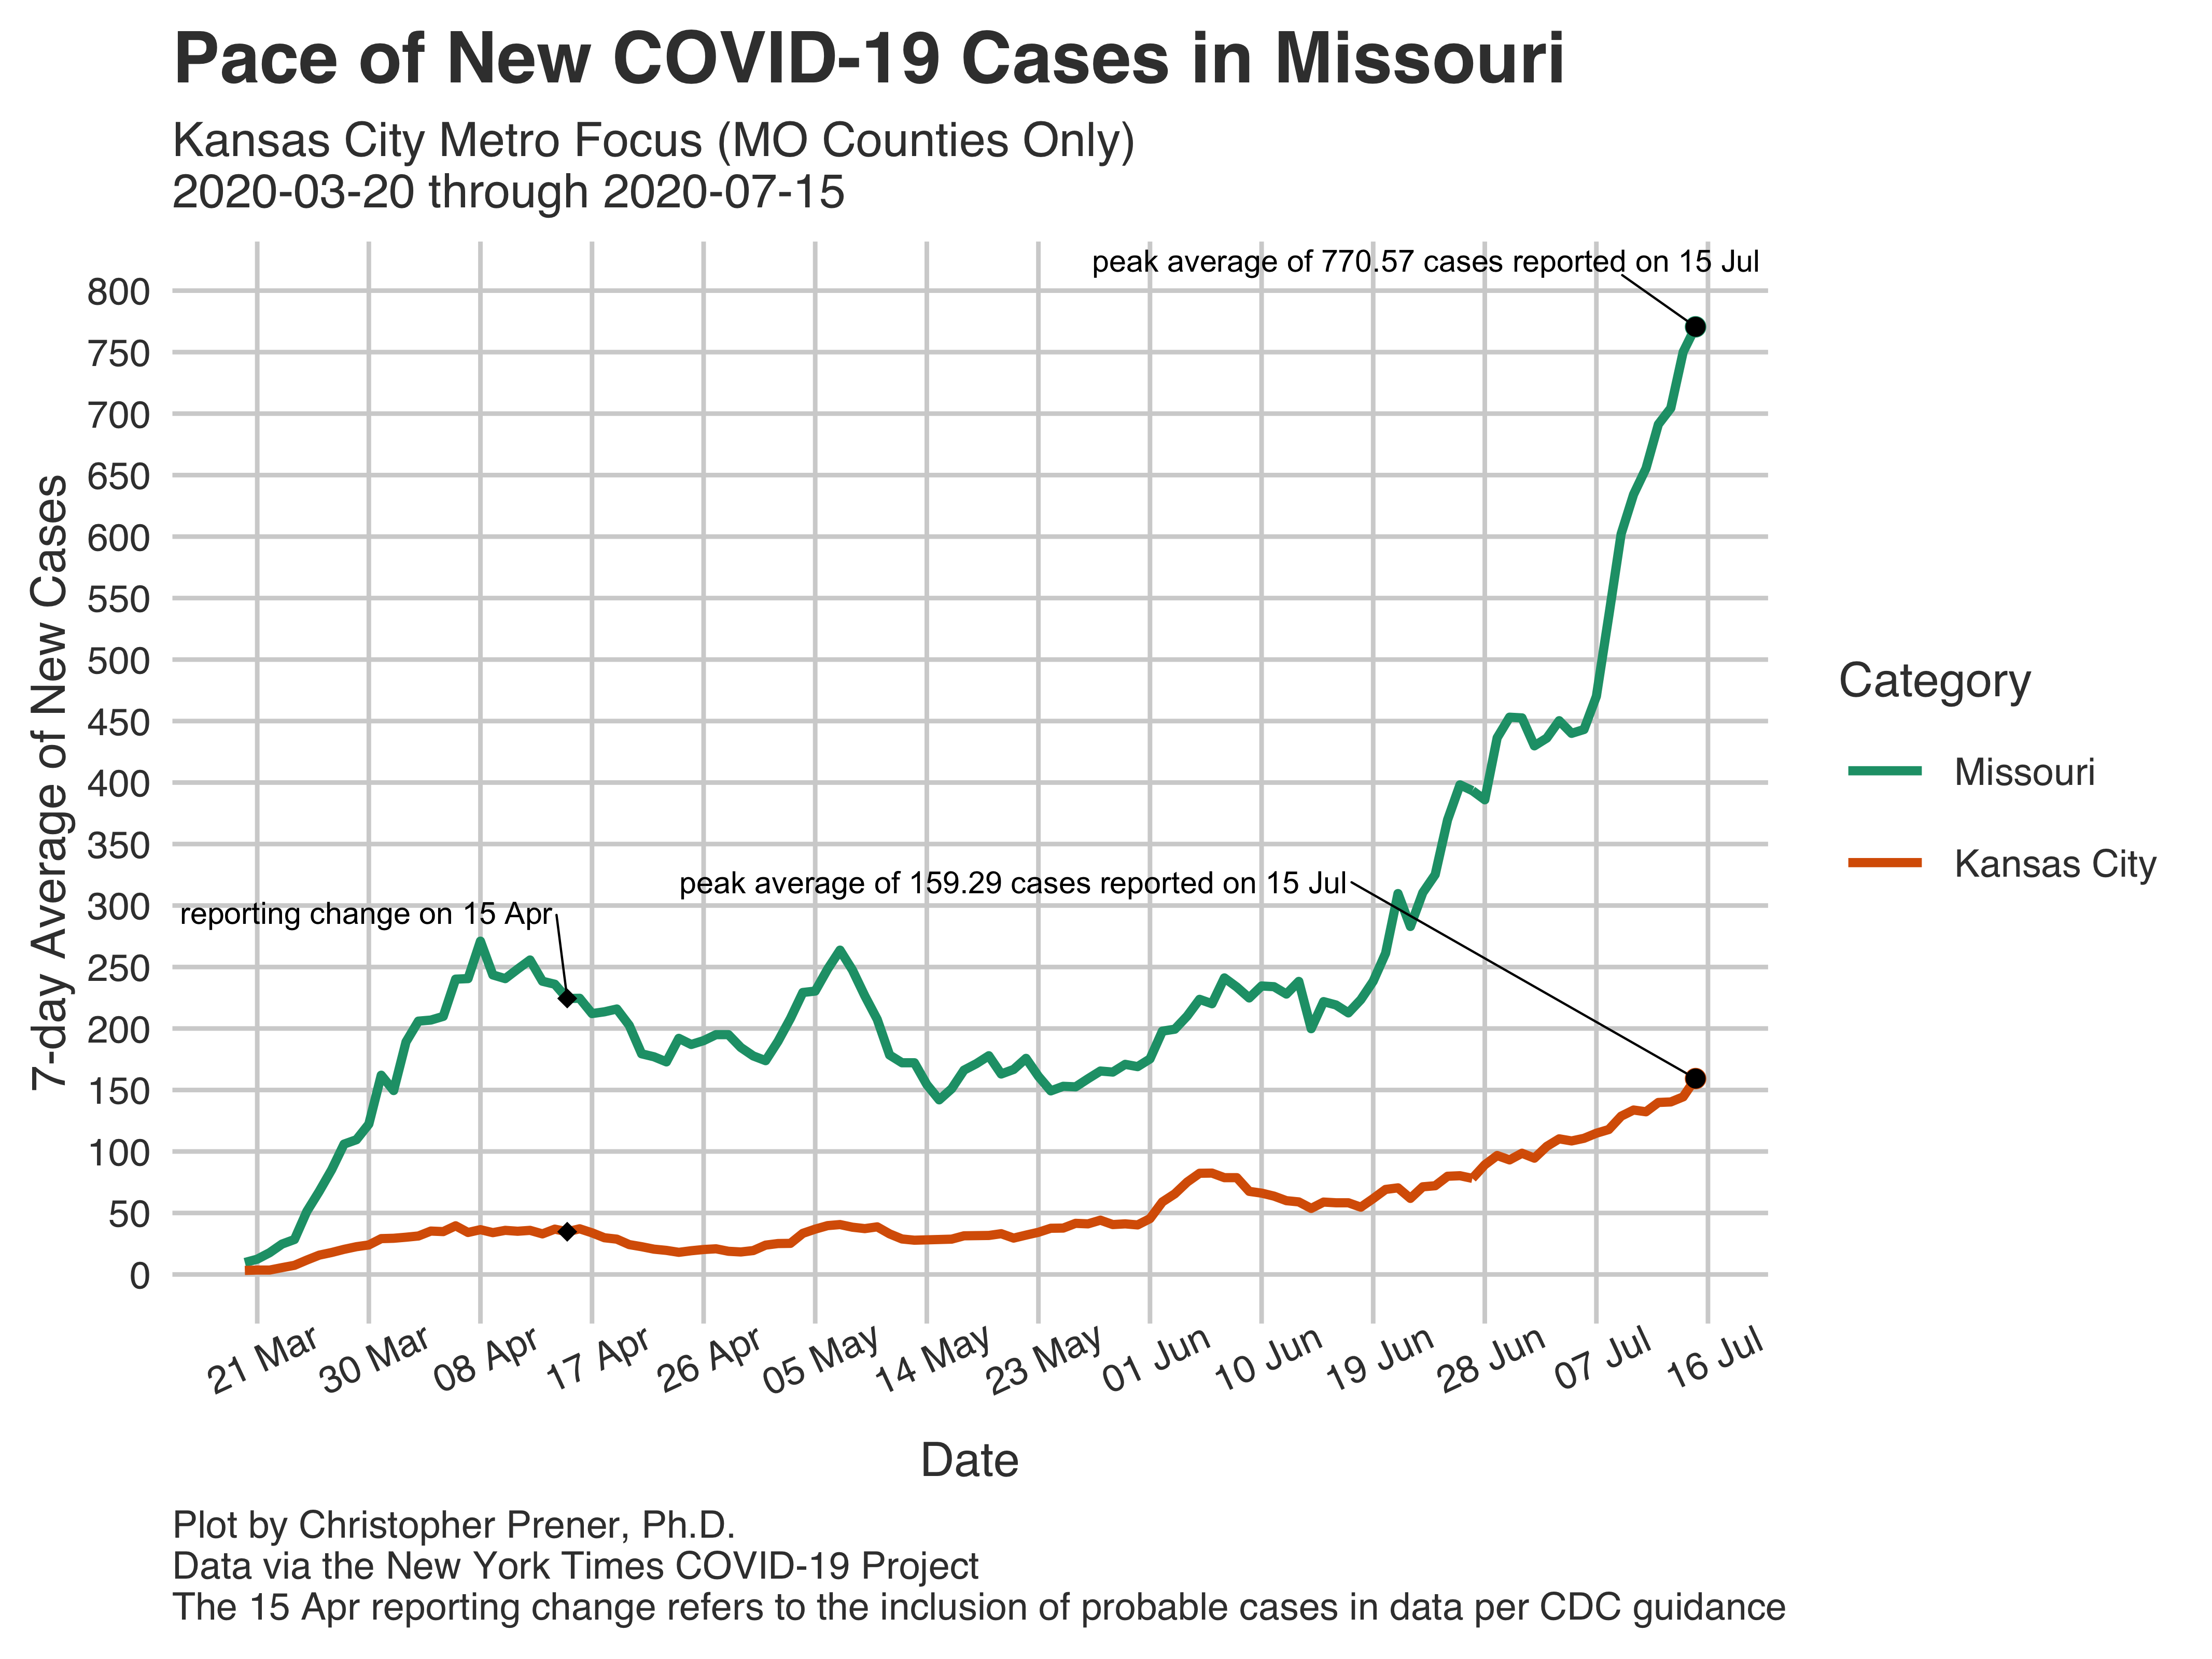 Pace of New COVID-19 Cases in Missouri
Kansas City Metro Focus (MO Counties Only)
2020-03-20 through 2020-07-15
peak average of 770.57 cases reported on 15 Jul
800
750
700
650
600
550
500
450
400
350
300
250
200
150
100
50
0
7-day Average of New Cases
peak average of 159.29 cases reported on 15 Jul
reporting change on 15 Apr
Category
Missouri
Kansas City
21 Mar
30 Mar
08 Apr
17 Apr
26 Apr
05 May
14 May
23 May
01 Jun
10 Jun
19 Jun
28 Jun
07 Jul
16 Jul
Date
Plot by Christopher Prener, Ph.D.
Data via the New York Times COVID-19 Project
The 15 Apr reporting change refers to the inclusion of probable cases in data per CDC guidance